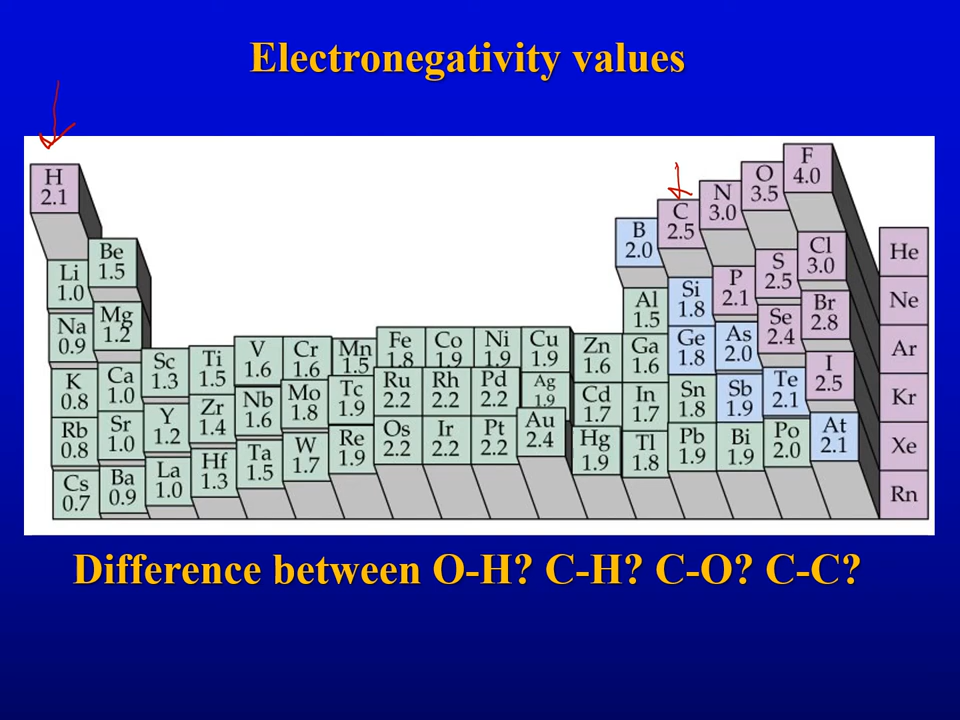 Electronegativity values
H 2.1
Be 1.5
Li 1.0
Mg 1.2
Na 0.9
K 0.8
Ca 1.0
Sc 1.3
Ti 1.5
V 1.6
Cr 1.6
Mn 1.5
Fe 1.8
Co 1.9
Ni 1.9
Cu 1.9
Zn 1.6
Ga 1.6
Ge 1.8
As 2.0
Se 2.4
Br 2.8
B 2.0
C 2.5
N 3.0
O 3.5
F 4.0
Al 1.5
Si 1.8
P 2.1
S 2.5
Cl 3.0
Rb 0.8
Sr 1.0
Y 1.2
Zr 1.4
Nb 1.6
Mo 1.8
Tc 1.9
Ru 2.2
Rh 2.2
Pd 2.2
Ag 1.9
Cd 1.7
In 1.7
Sn 1.8
Sb 1.9
Te 2.1
I 2.5
Cs 0.7
Ba 0.9
La 1.0
Hf 1.3
Ta 1.5
W 1.7
Re 1.9
Os 2.2
Ir 2.2
Pt 2.2
Au 2.4
Hg 1.9
Tl 1.8
Pb 1.9
Bi 1.9
Po 2.0
At 2.1
He
Ne
Ar
Kr
Xe
Rn
Difference between O-H? C-H? C-O? C-C?